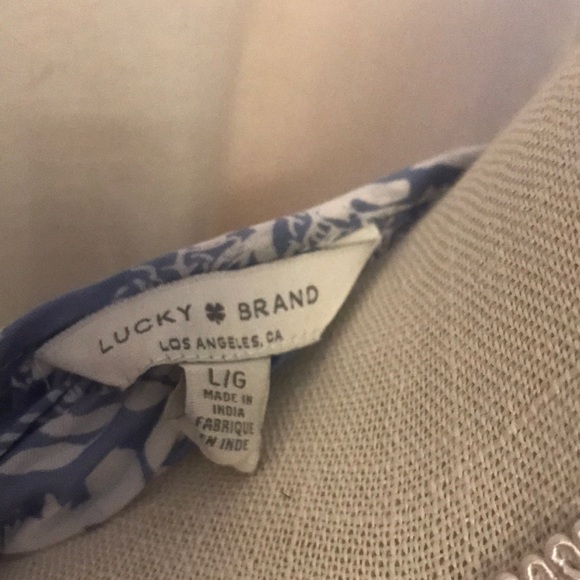 LUCKY BRAND
LOS ANGELES, CA
L/G
MADE IN
INDIA
FABRIQUE
EN INDE